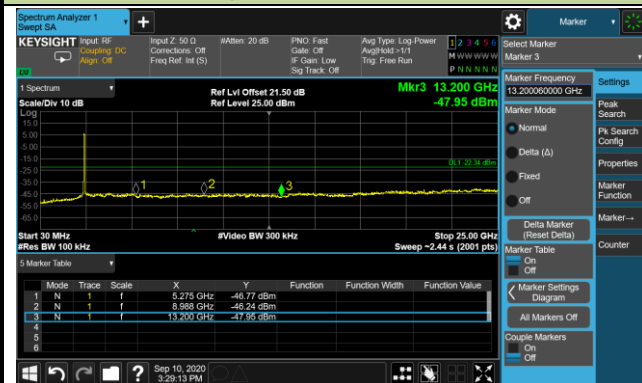 Spectrum Analyzer 1
Swept SA
Marker
KEYSIGHT
Input: RF
Coupling: DC
Align: Off
Input Z: 50 Ω
Corrections: Off
Freq Ref: Int (S)
#Atten: 20 dB
PNO: Fast
Gate: Off
IF Gain: Low
Sig Track: Off
Avg Type: Log-Power
Avg|Hold:>1/1
Trig: Free Run
1 2 3 4 5 6
M W W W W W
P N N N N N
Select Marker
Marker 3
1 Spectrum
Scale/Div 10 dB
Ref Lvl Offset 21.50 dB
Ref Level 25.00 dBm
Mkr3 13.200 GHz
-47.95 dBm
Log
15.0
5.00
-5.00
-15.0
-25.0
-35.0
-45.0
-55.0
-65.0
1
2
3
Start 30 MHz
#Res BW 100 kHz
#Video BW 300 kHz
Stop 25.00 GHz
Sweep ~2.44 s (2001 pts)
Marker Frequency
13.200060000 GHz
Marker Mode
Normal
Delta (Δ)
Fixed
Off
Delta Marker
(Reset Delta)
Marker Table
On
Off
Marker Settings
Diagram
All Markers Off
Couple Markers
On
Off
Settings
Peak
Search
Pk Search
Config
Properties
Marker
Function
Marker→
Counter
5 Marker Table
Mode Trace Scale X Y Function Function Width Function Value
1 N 1 f 5.275 GHz -46.77 dBm
2 N 1 f 8.988 GHz -46.24 dBm
3 N 1 f 13.200 GHz -47.95 dBm
4
5
6
Sep 10, 2020
3:29:13 PM